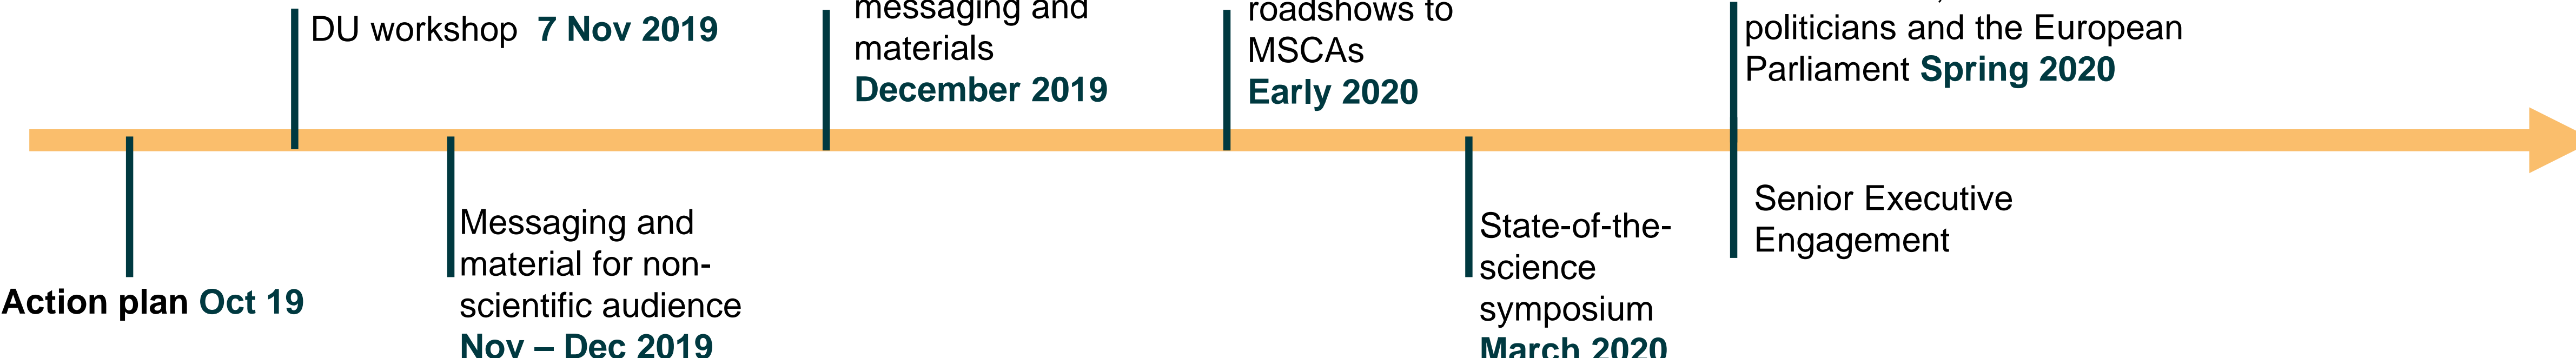 DU workshop 7 Nov 2019
messaging and
materials
December 2019
roadshows to
MSCAs
Early 2020
politicians and the European
Parliament Spring 2020
Action plan Oct 19
Messaging and
material for non-
scientific audience
Nov – Dec 2019
State-of-the-
science
symposium
March 2020
Senior Executive
Engagement